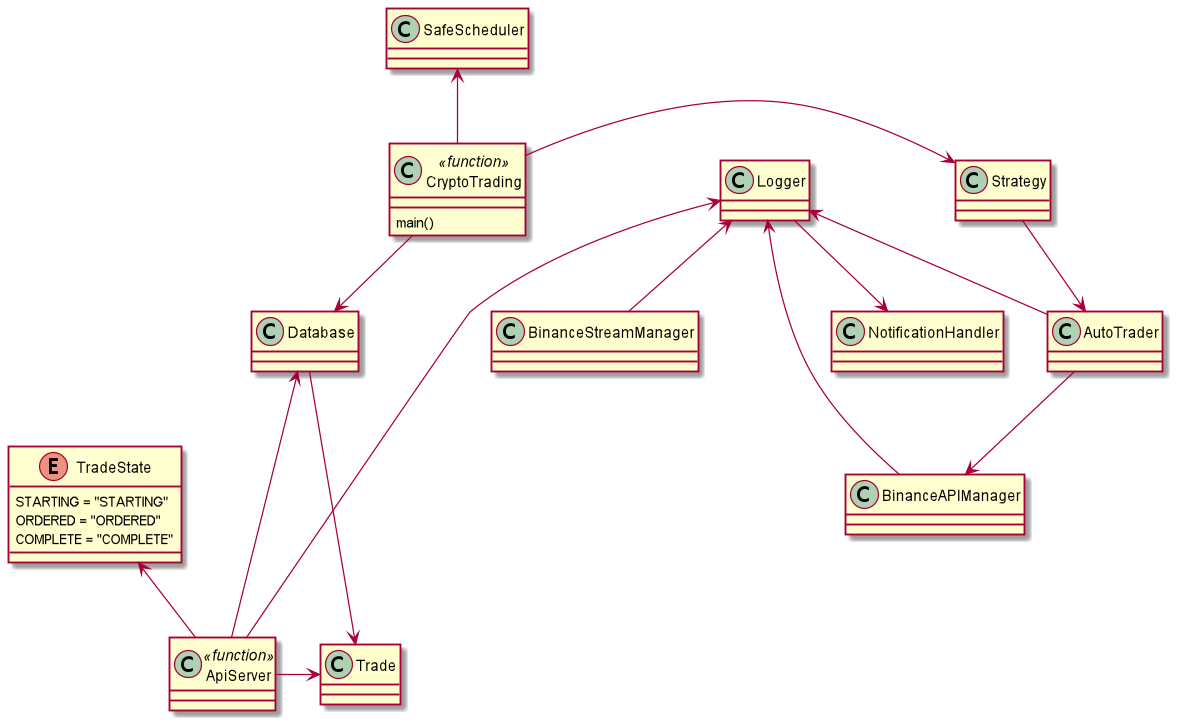 C SafeScheduler
C «function»
CryptoTrading
main()
C Logger
C Strategy
C Database
C BinanceStreamManager
C NotificationHandler
C AutoTrader
E TradeState
STARTING = "STARTING"
ORDERED = "ORDERED"
COMPLETE = "COMPLETE"
C BinanceAPIManager
C «function»
ApiServer
C Trade